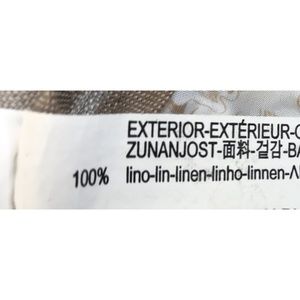 EXTERIOR-EXTÉRIEUR-
ZUNANJOST-面料-겉감-BA
100% lino-lin-linen-linho-linnen-